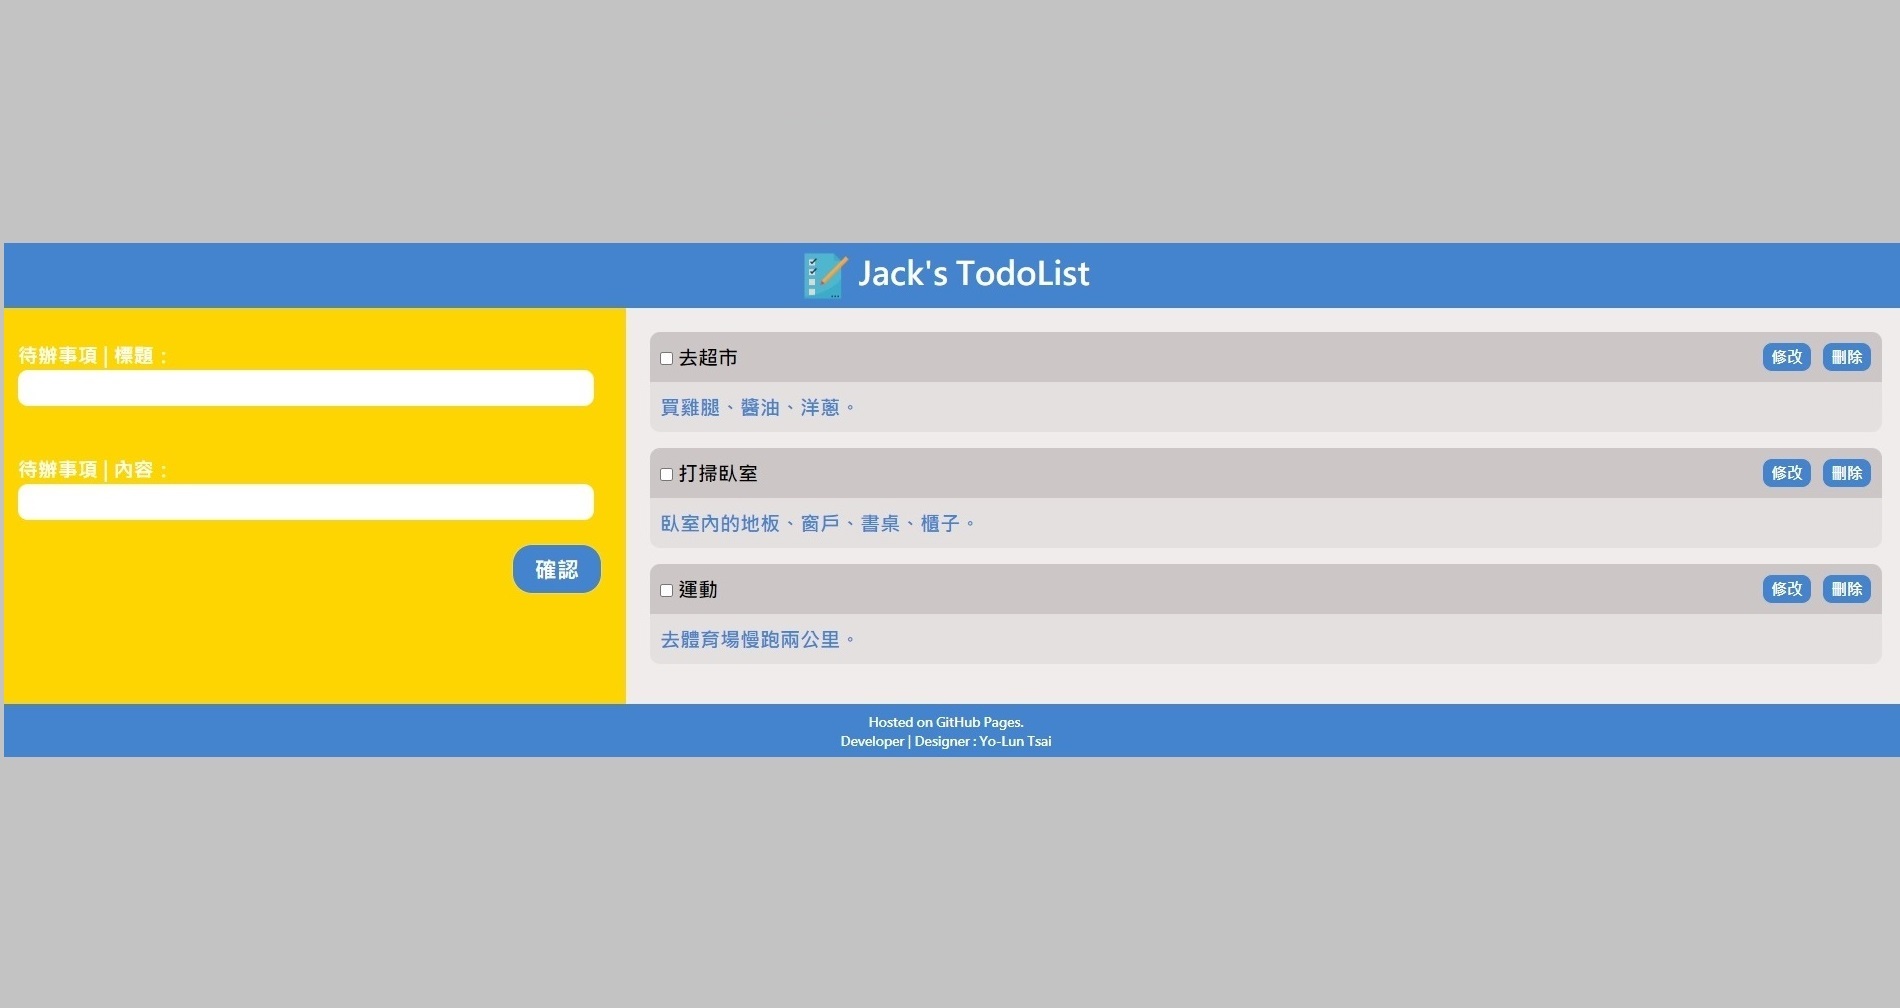 Jack's TodoList
待辦事項 | 標題：
待辦事項 | 內容：
確認
去超市 修改 刪除
買雞腿、醬油、洋蔥。
打掃臥室 修改 刪除
臥室內的地板、窗戶、書桌、櫃子。
運動 修改 刪除
去體育場慢跑兩公里。
Hosted on GitHub Pages.
Developer | Designer : Yo-Lun Tsai